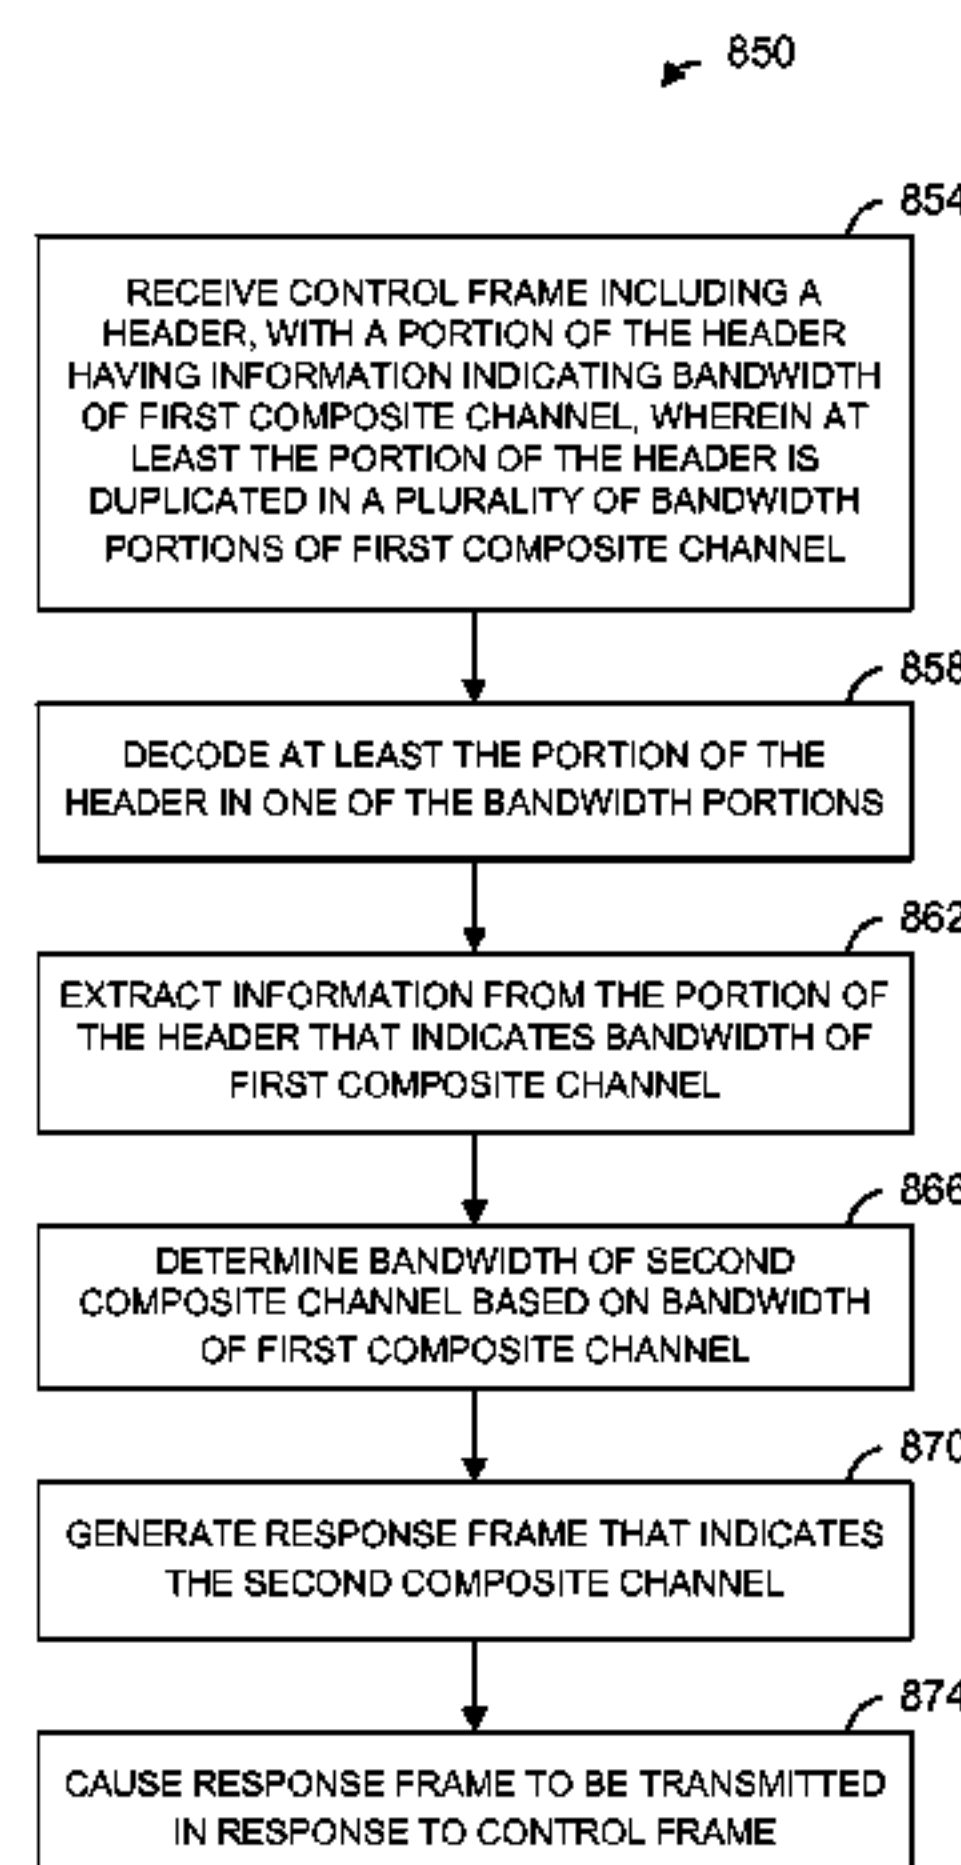 850
854
RECEIVE CONTROL FRAME INCLUDING A
HEADER, WITH A PORTION OF THE HEADER
HAVING INFORMATION INDICATING BANDWIDTH
OF FIRST COMPOSITE CHANNEL, WHEREIN AT
LEAST THE PORTION OF THE HEADER IS
DUPLICATED IN A PLURALITY OF BANDWIDTH
PORTIONS OF FIRST COMPOSITE CHANNEL
858
DECODE AT LEAST THE PORTION OF THE
HEADER IN ONE OF THE BANDWIDTH PORTIONS
862
EXTRACT INFORMATION FROM THE PORTION OF
THE HEADER THAT INDICATES BANDWIDTH OF
FIRST COMPOSITE CHANNEL
866
DETERMINE BANDWIDTH OF SECOND
COMPOSITE CHANNEL BASED ON BANDWIDTH
OF FIRST COMPOSITE CHANNEL
870
GENERATE RESPONSE FRAME THAT INDICATES
THE SECOND COMPOSITE CHANNEL
874
CAUSE RESPONSE FRAME TO BE TRANSMITTED
IN RESPONSE TO CONTROL FRAME